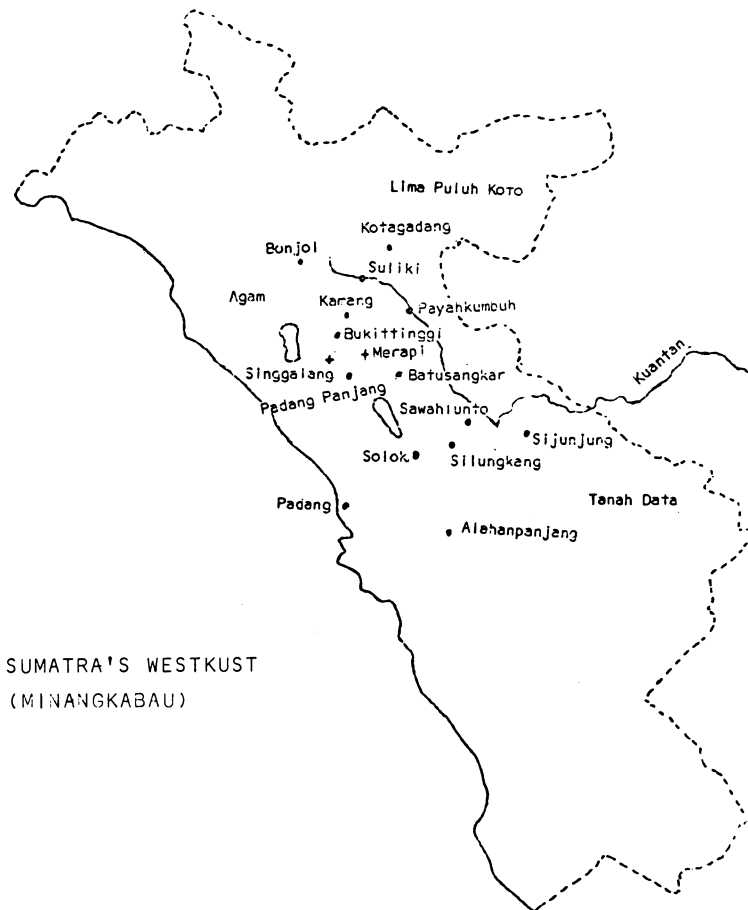 Lima Puluh Koto
Kotagadang
Bonjol
Suliki
Agam
Karang
Payahkumbuh
Bukittinggi
Merapi
Singgalang
Batusangkar
Kuantan
Padang Panjang
Sawahlunto
Sijunjung
Solok
Silungkang
Tanah Data
Padang
Alahanpanjang
SUMATRA'S WESTKUST
(MINANGKABAU)